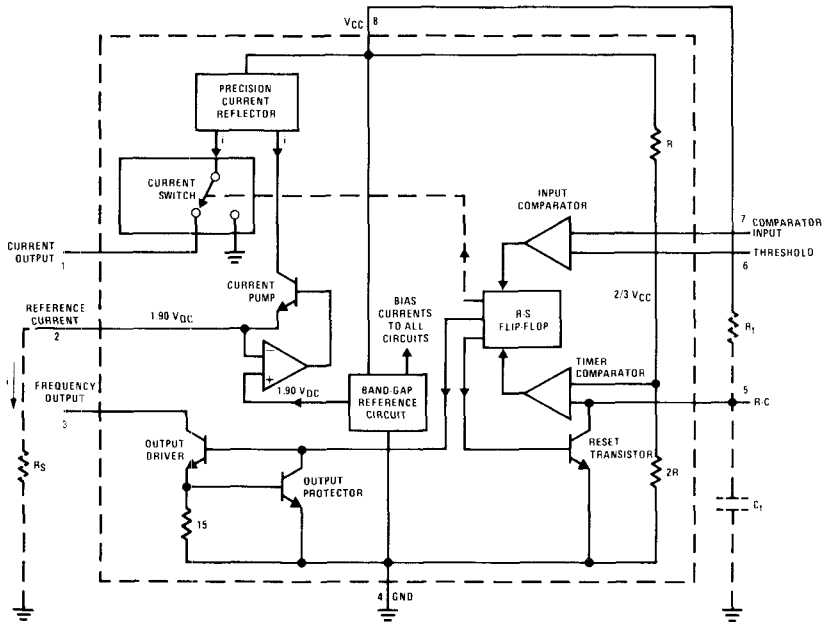 VCC 8
PRECISION
CURRENT
REFLECTOR
i i
CURRENT
SWITCH
R
INPUT
COMPARATOR
7 COMPARATOR
INPUT
THRESHOLD
6
CURRENT
OUTPUT
1
CURRENT
PUMP
BIAS
CURRENTS
TO ALL
CIRCUITS
R-S
FLIP-FLOP
2/3 VCC
REFERENCE
CURRENT
2
1.90 VDC
Rt
i
−
+
1.90 VDC
TIMER
COMPARATOR
5
R-C
FREQUENCY
OUTPUT
3
BAND-GAP
REFERENCE
CIRCUIT
OUTPUT
DRIVER
RESET
TRANSISTOR
RS
OUTPUT
PROTECTOR
2R
15
Ct
4 GND